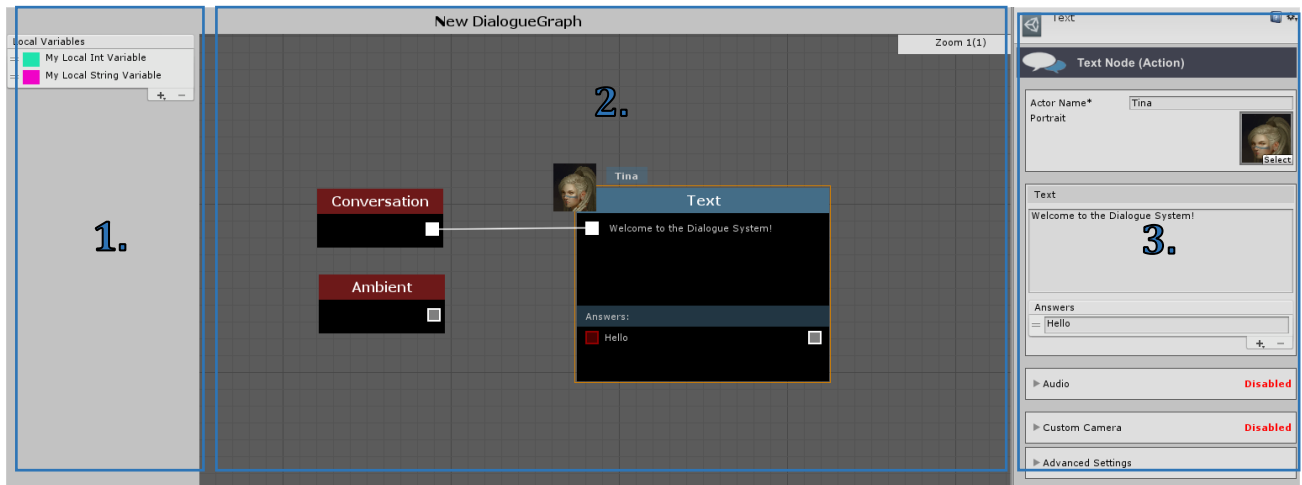 New DialogueGraph
Zoom 1(1)
Local Variables
My Local Int Variable
My Local String Variable
+ -
1.
2.
Conversation
Ambient
Tina
Text
Welcome to the Dialogue System!
Answers:
Hello
Text
Text Node (Action)
Actor Name* Tina
Portrait
Select
Text
Welcome to the Dialogue System!
3.
Answers
Hello
+ -
Audio Disabled
Custom Camera Disabled
Advanced Settings